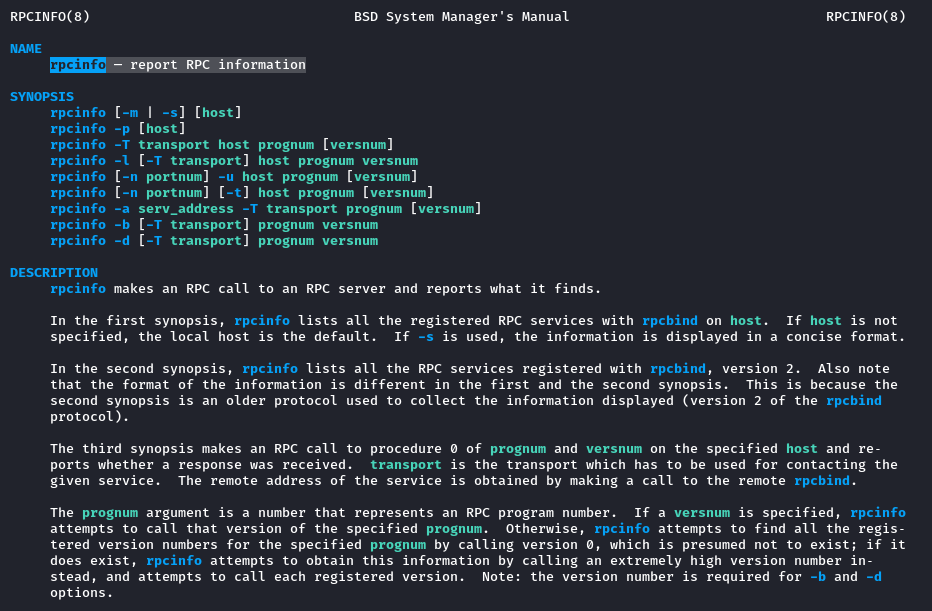 RPCINFO(8) BSD System Manager's Manual RPCINFO(8)
NAME
rpcinfo — report RPC information
SYNOPSIS
rpcinfo [-m | -s] [host]
rpcinfo -p [host]
rpcinfo -T transport host prognum [versnum]
rpcinfo -l [-T transport] host prognum versnum
rpcinfo [-n portnum] -u host prognum [versnum]
rpcinfo [-n portnum] [-t] host prognum [versnum]
rpcinfo -a serv_address -T transport prognum [versnum]
rpcinfo -b [-T transport] prognum versnum
rpcinfo -d [-T transport] prognum versnum
DESCRIPTION
rpcinfo makes an RPC call to an RPC server and reports what it finds.
In the first synopsis, rpcinfo lists all the registered RPC services with rpcbind on host.  If host is not
specified, the local host is the default.  If -s is used, the information is displayed in a concise format.
In the second synopsis, rpcinfo lists all the RPC services registered with rpcbind, version 2.  Also note
that the format of the information is different in the first and the second synopsis.  This is because the
second synopsis is an older protocol used to collect the information displayed (version 2 of the rpcbind
protocol).
The third synopsis makes an RPC call to procedure 0 of prognum and versnum on the specified host and re-
ports whether a response was received.  transport is the transport which has to be used for contacting the
given service.  The remote address of the service is obtained by making a call to the remote rpcbind.
The prognum argument is a number that represents an RPC program number.  If a versnum is specified, rpcinfo
attempts to call that version of the specified prognum.  Otherwise, rpcinfo attempts to find all the regis-
tered version numbers for the specified prognum by calling version 0, which is presumed not to exist; if it
does exist, rpcinfo attempts to obtain this information by calling an extremely high version number in-
stead, and attempts to call each registered version.  Note: the version number is required for -b and -d
options.